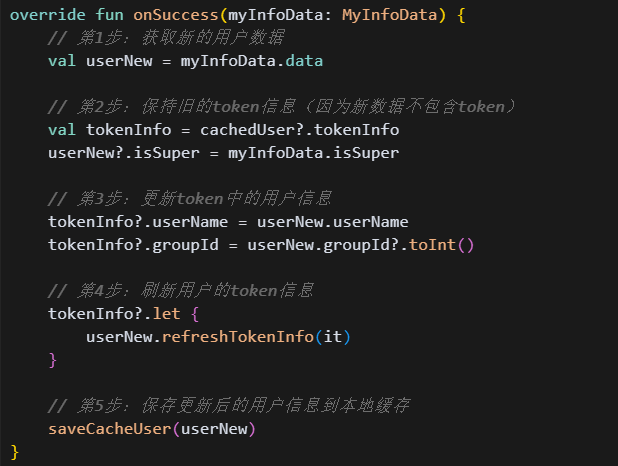 override fun onSuccess(myInfoData: MyInfoData) {
// 第1步: 获取新的用户数据
val userNew = myInfoData.data
// 第2步: 保持旧的token信息（因为新数据不包含token）
val tokenInfo = cachedUser?.tokenInfo
userNew?.isSuper = myInfoData.isSuper
// 第3步: 更新token中的用户信息
tokenInfo?.userName = userNew.userName
tokenInfo?.groupId = userNew.groupId?.toInt()
// 第4步: 刷新用户的token信息
tokenInfo?.let {
userNew.refreshTokenInfo(it)
}
// 第5步: 保存更新后的用户信息到本地缓存
saveCacheUser(userNew)
}